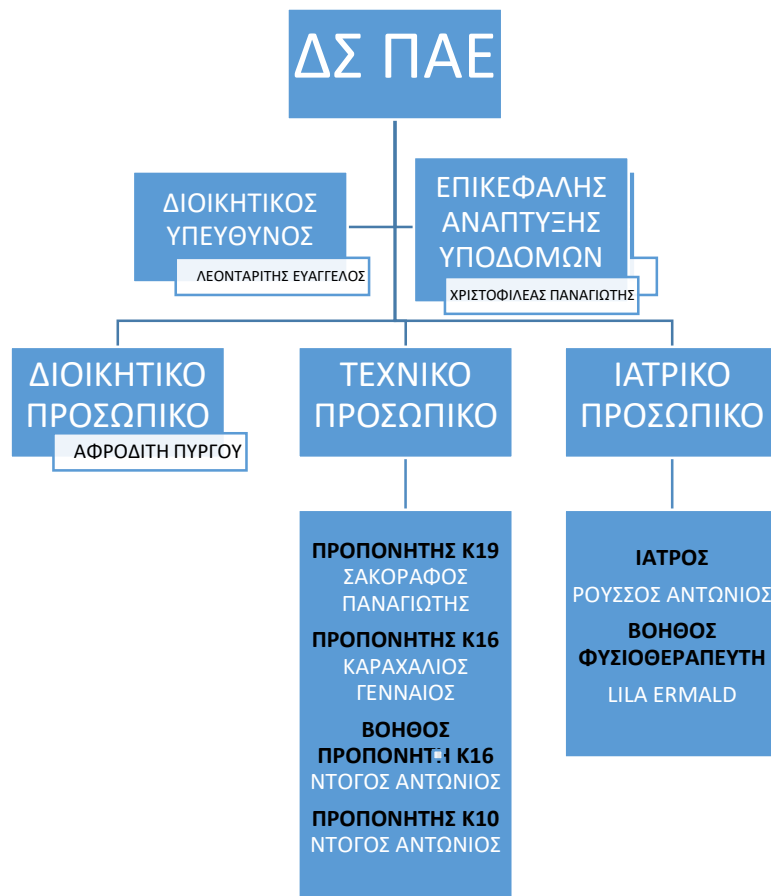 ΔΣ ΠΑΕ
ΔΙΟΙΚΗΤΙΚΟΣ
ΥΠΕΥΘΥΝΟΣ
ΛΕΟΝΤΑΡΙΤΗΣ ΕΥΑΓΓΕΛΟΣ
ΕΠΙΚΕΦΑΛΗΣ
ΑΝΑΠΤΥΞΗΣ
ΥΠΟΔΟΜΩΝ
ΧΡΙΣΤΟΦΙΛΕΑΣ ΠΑΝΑΓΙΩΤΗΣ
ΔΙΟΙΚΗΤΙΚΟ
ΠΡΟΣΩΠΙΚΟ
ΑΦΡΟΔΙΤΗ ΠΥΡΓΟΥ
ΤΕΧΝΙΚΟ
ΠΡΟΣΩΠΙΚΟ
ΙΑΤΡΙΚΟ
ΠΡΟΣΩΠΙΚΟ
ΠΡΟΠΟΝΗΤΗΣ Κ19
ΣΑΚΟΡΑΦΟΣ
ΠΑΝΑΓΙΩΤΗΣ
ΠΡΟΠΟΝΗΤΗΣ Κ16
ΚΑΡΑΧΑΛΙΟΣ
ΓΕΝΝΑΙΟΣ
ΒΟΗΘΟΣ
ΠΡΟΠΟΝΗΤΗ Κ16
ΝΤΟΓΟΣ ΑΝΤΩΝΙΟΣ
ΠΡΟΠΟΝΗΤΗΣ Κ10
ΝΤΟΓΟΣ ΑΝΤΩΝΙΟΣ
ΙΑΤΡΟΣ
ΡΟΥΣΣΟΣ ΑΝΤΩΝΙΟΣ
ΒΟΗΘΟΣ
ΦΥΣΙΟΘΕΡΑΠΕΥΤΗ
LILA ERMALD